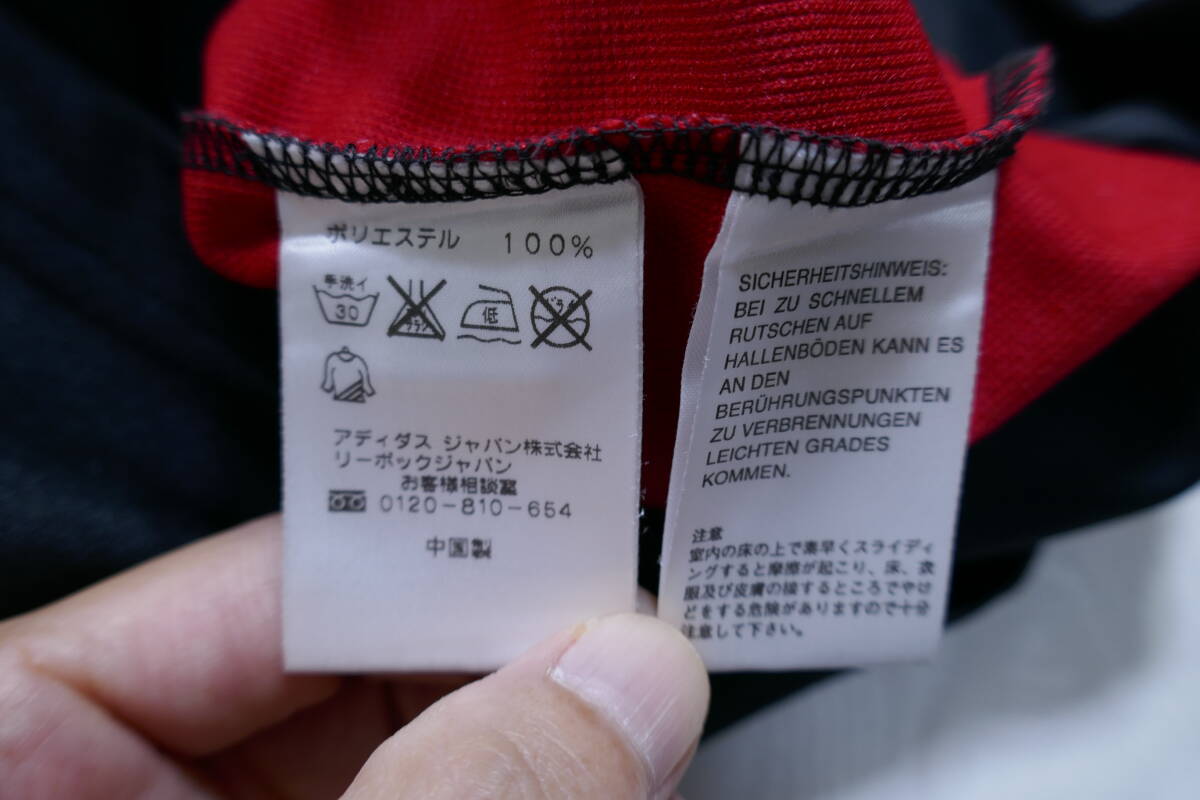 ポリエステル 100%
手洗イ
30
低
ドライ
アディダス ジャパン株式会社
リーボックジャパン
お客様相談室
0120-810-654
中国製
SICHERHEITSHINWEIS:
BEI ZU SCHNELLEM
RUTSCHEN AUF
HALLENBÖDEN KANN ES
AN DEN
BERÜHRUNGSPUNKTEN
ZU VERBRENNUNGEN
LEICHTEN GRADES
KOMMEN.
注意
室内の床の上で素早くスライディ
ングすると摩擦が起こり、床、衣
服及び皮膚の接するところでやけ
どをする危険がありますので十分
注意して下さい。